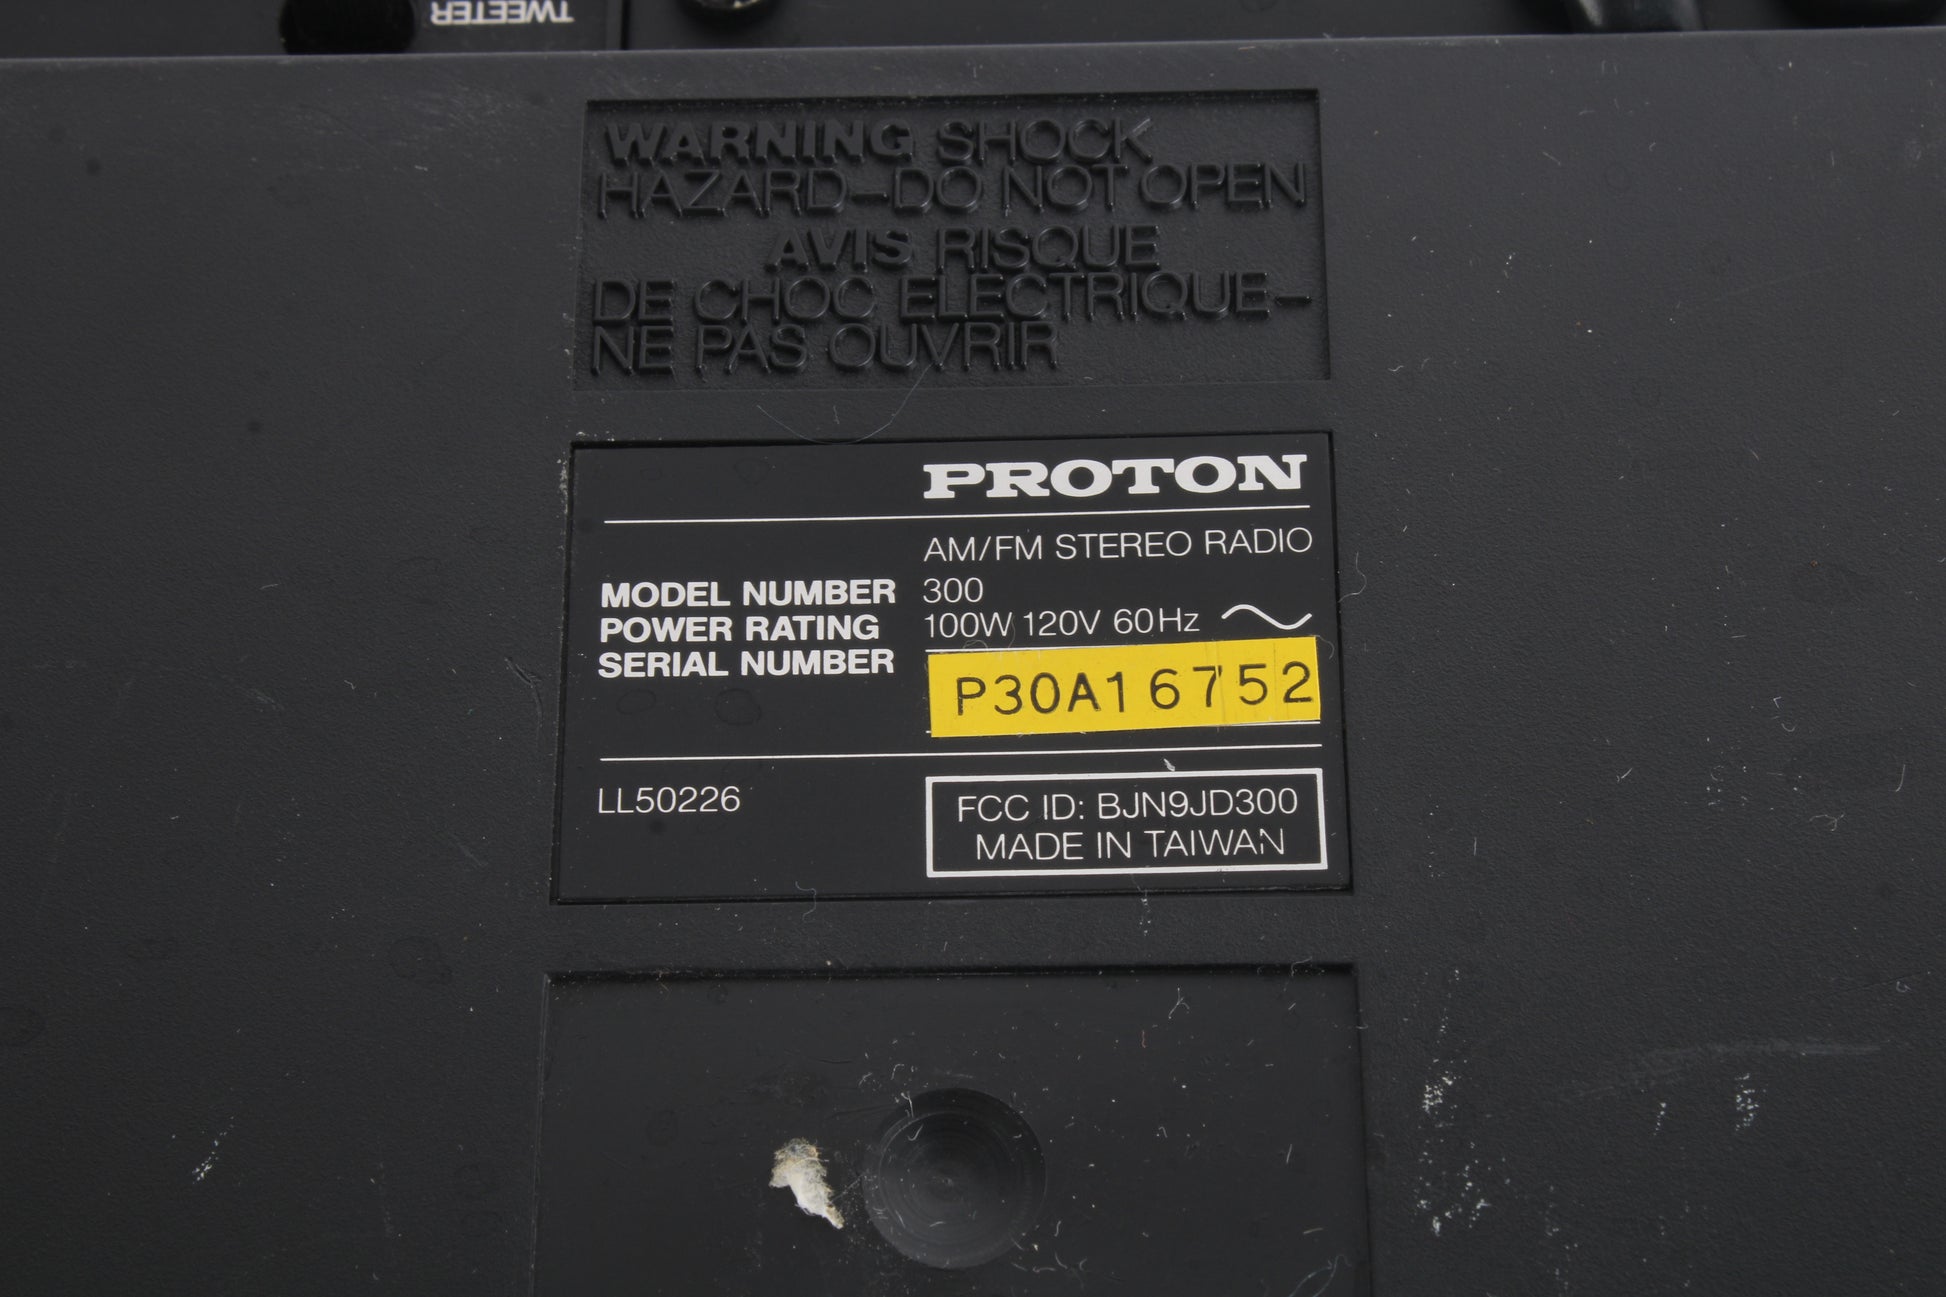 TWEETER
WARNING SHOCK
HAZARD-DO NOT OPEN
AVIS RISQUE
DE CHOC ELECTRIQUE-
NE PAS OUVRIR
PROTON
AM/FM STEREO RADIO
MODEL NUMBER 300
POWER RATING 100W 120V 60Hz
SERIAL NUMBER P30A16752
LL50226
FCC ID: BJN9JD300
MADE IN TAIWAN